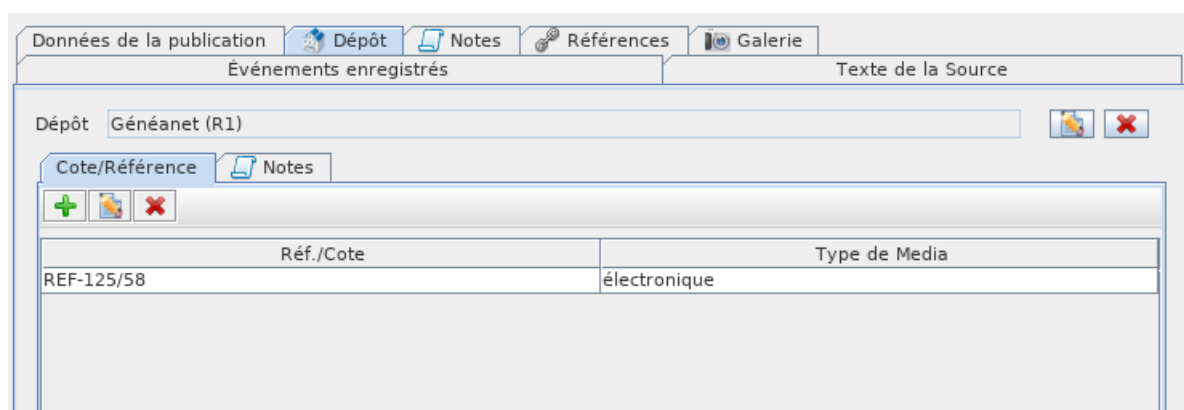 Données de la publication Dépôt Notes Références Galerie
Événements enregistrés Texte de la Source
Dépôt Généanet (R1)
Cote/Référence Notes
Réf./Cote Type de Media
REF-125/58 électronique